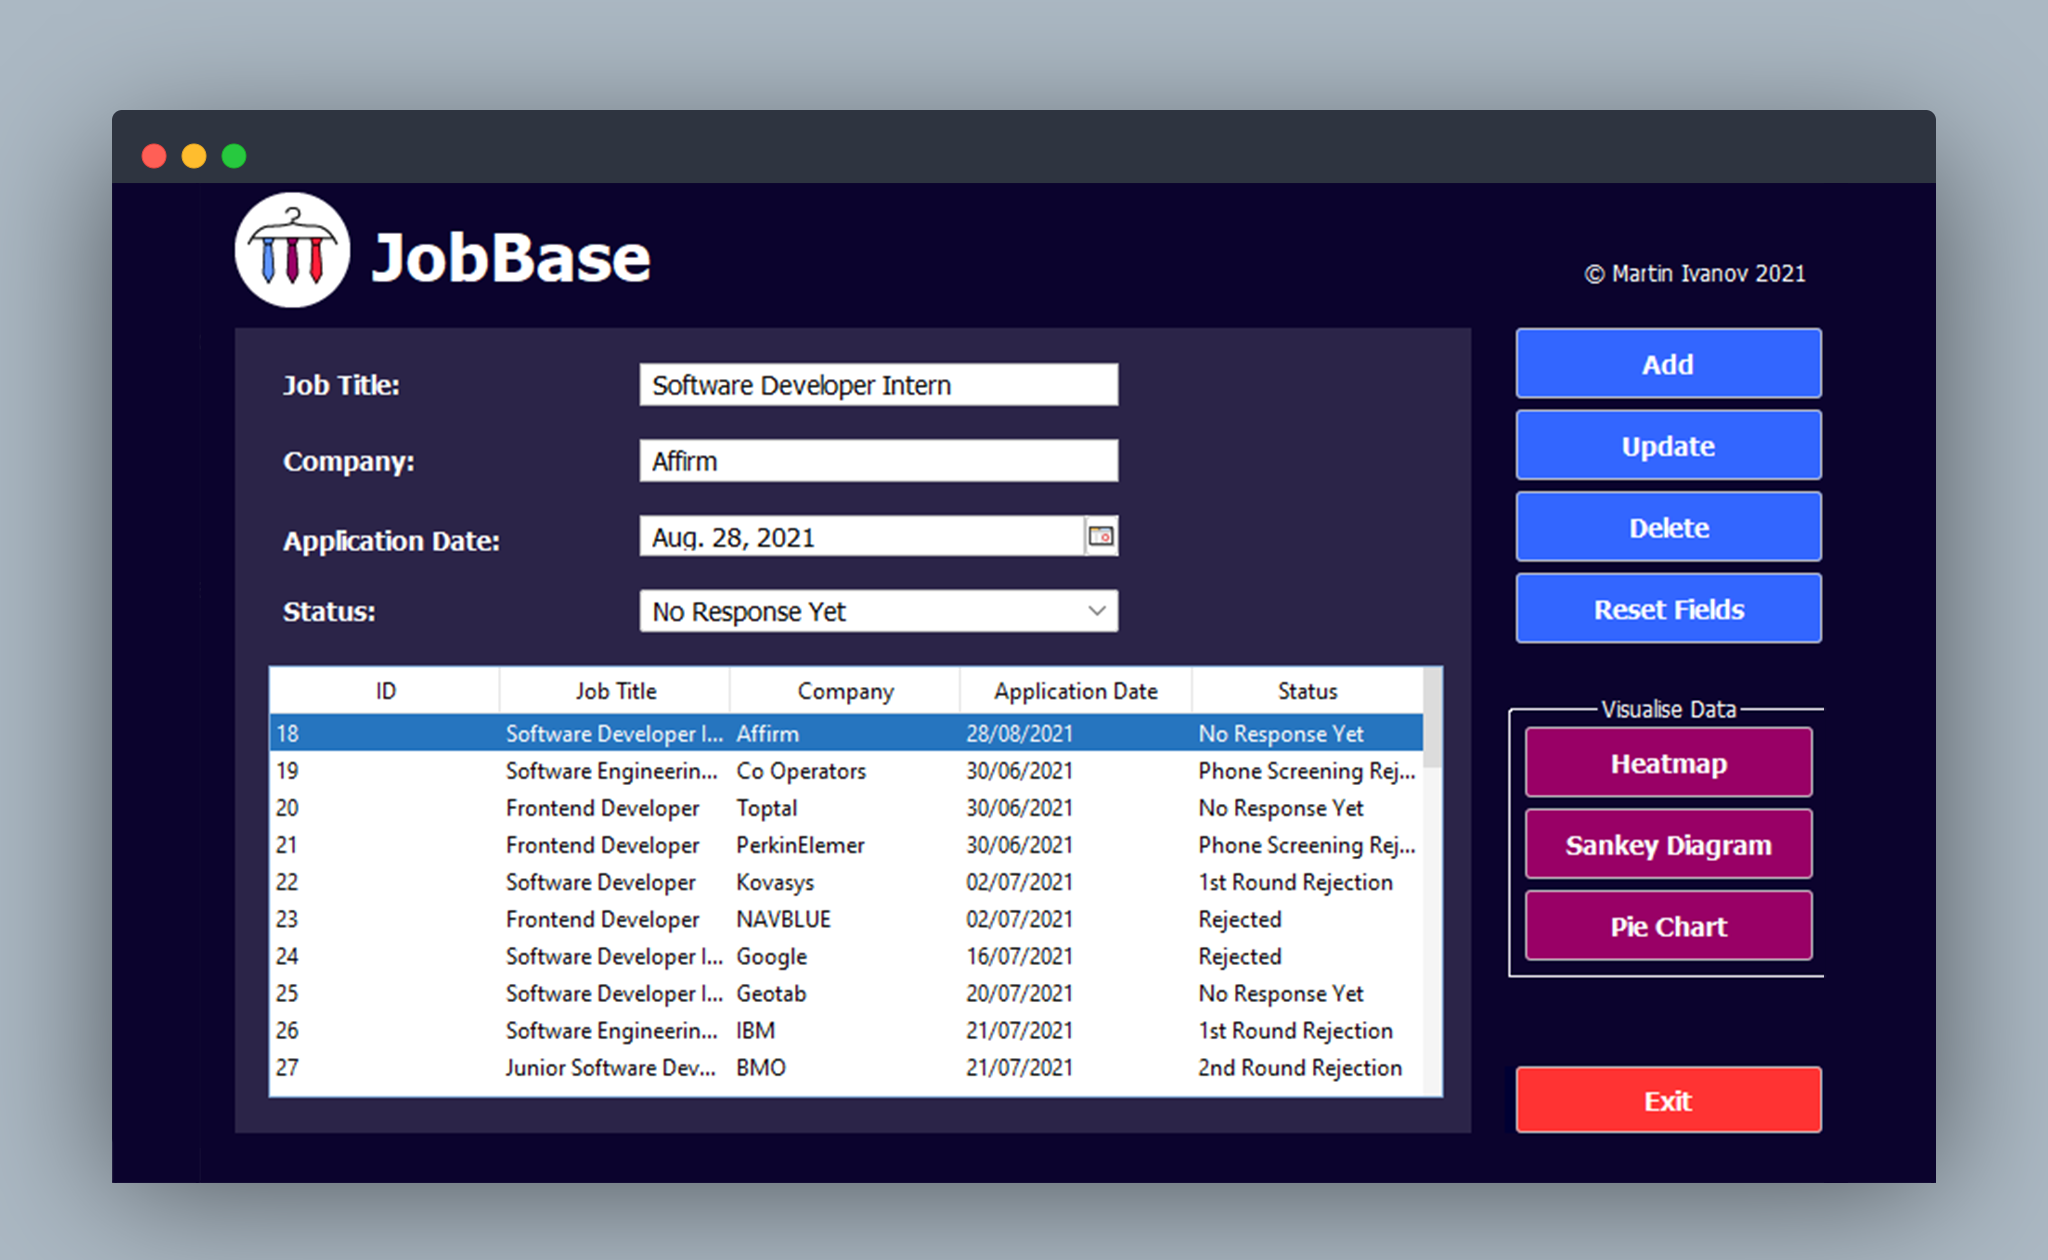 JobBase
© Martin Ivanov 2021
Job Title: Software Developer Intern
Company: Affirm
Application Date: Aug. 28, 2021
Status: No Response Yet
Add
Update
Delete
Reset Fields
ID Job Title Company Application Date Status
18 Software Developer I... Affirm 28/08/2021 No Response Yet
19 Software Engineerin... Co Operators 30/06/2021 Phone Screening Rej...
20 Frontend Developer Toptal 30/06/2021 No Response Yet
21 Frontend Developer PerkinElemer 30/06/2021 Phone Screening Rej...
22 Software Developer Kovasys 02/07/2021 1st Round Rejection
23 Frontend Developer NAVBLUE 02/07/2021 Rejected
24 Software Developer I... Google 16/07/2021 Rejected
25 Software Developer I... Geotab 20/07/2021 No Response Yet
26 Software Engineerin... IBM 21/07/2021 1st Round Rejection
27 Junior Software Dev... BMO 21/07/2021 2nd Round Rejection
Visualise Data
Heatmap
Sankey Diagram
Pie Chart
Exit